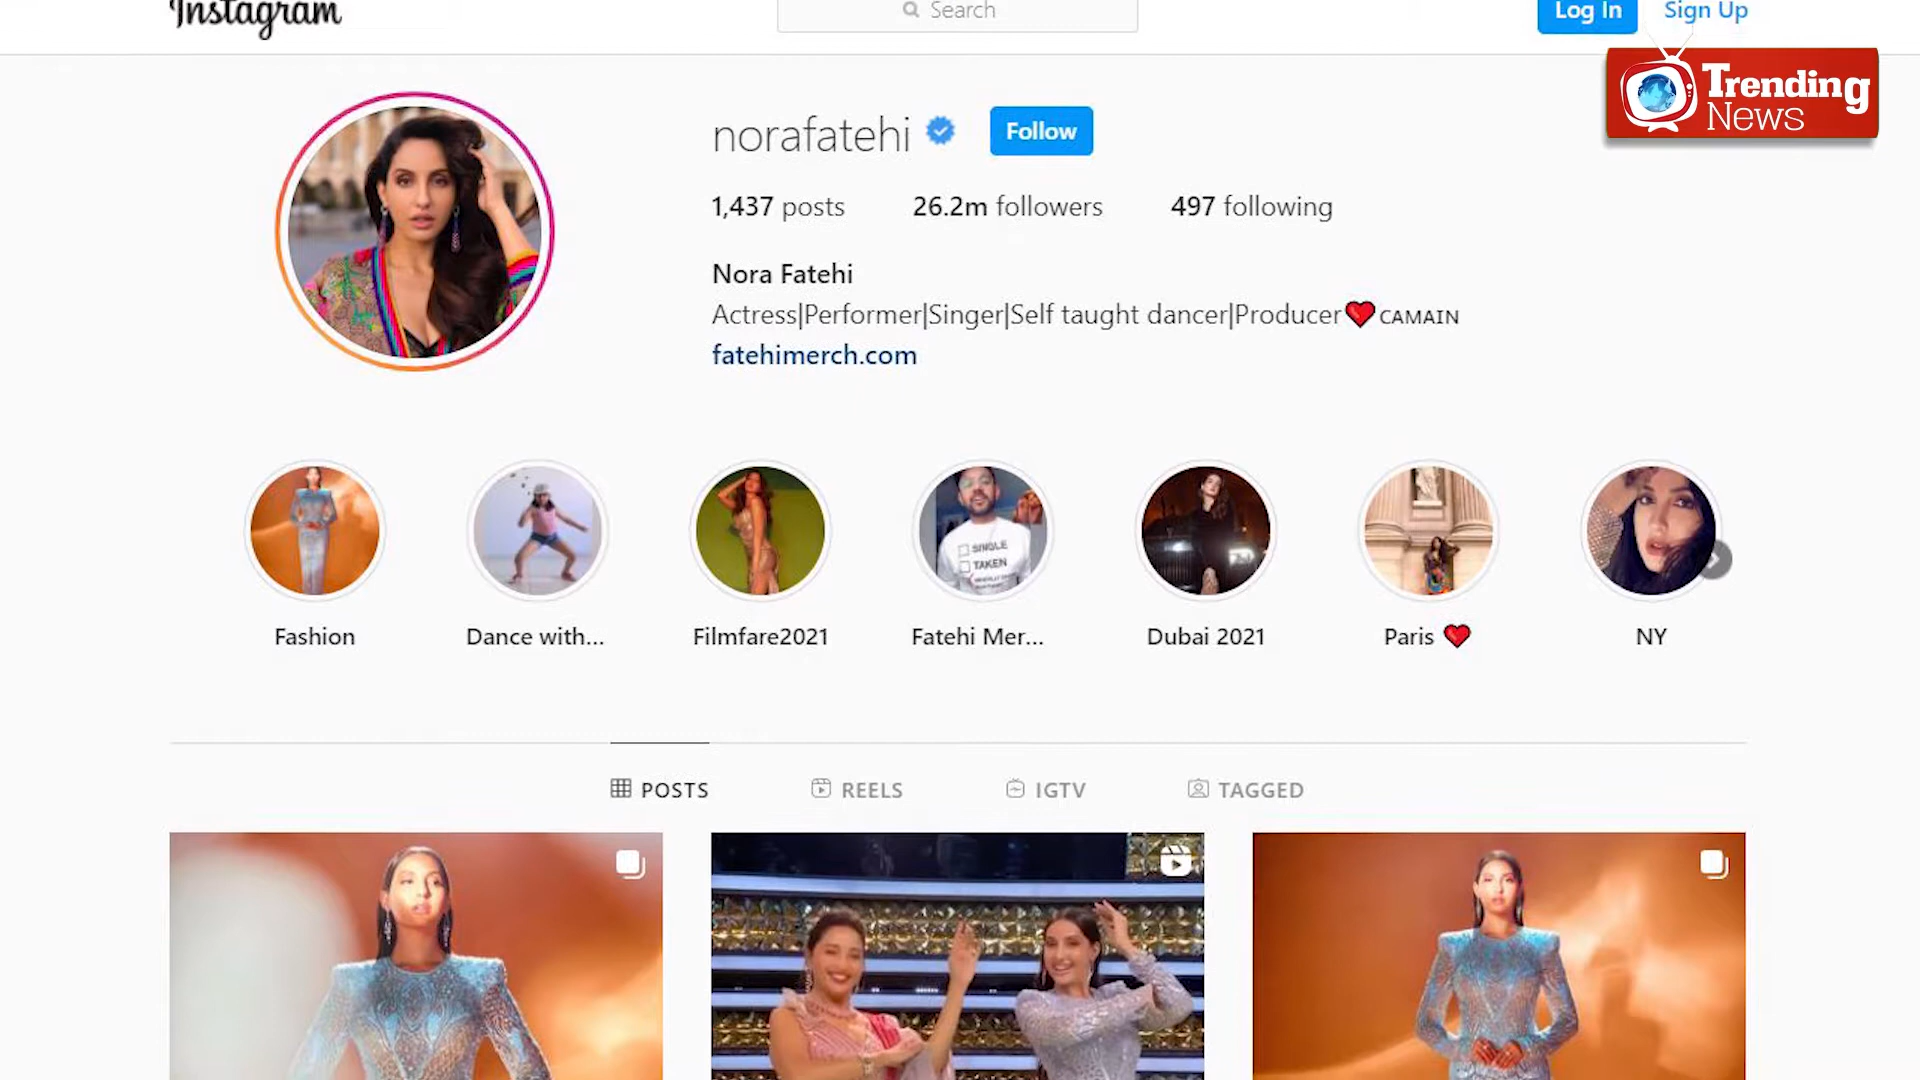 Instagram
Search
Log In
Sign Up
Trending
News
norafatehi
Follow
1,437 posts
26.2m followers
497 following
Nora Fatehi
Actress|Performer|Singer|Self taught dancer|Producer❤️ᴄᴀᴍᴀɪɴ
fatehimerch.com
SINGLE
TAKEN
Fashion
Dance with...
Filmfare2021
Fatehi Mer...
Dubai 2021
Paris ❤️
NY
POSTS
REELS
IGTV
TAGGED